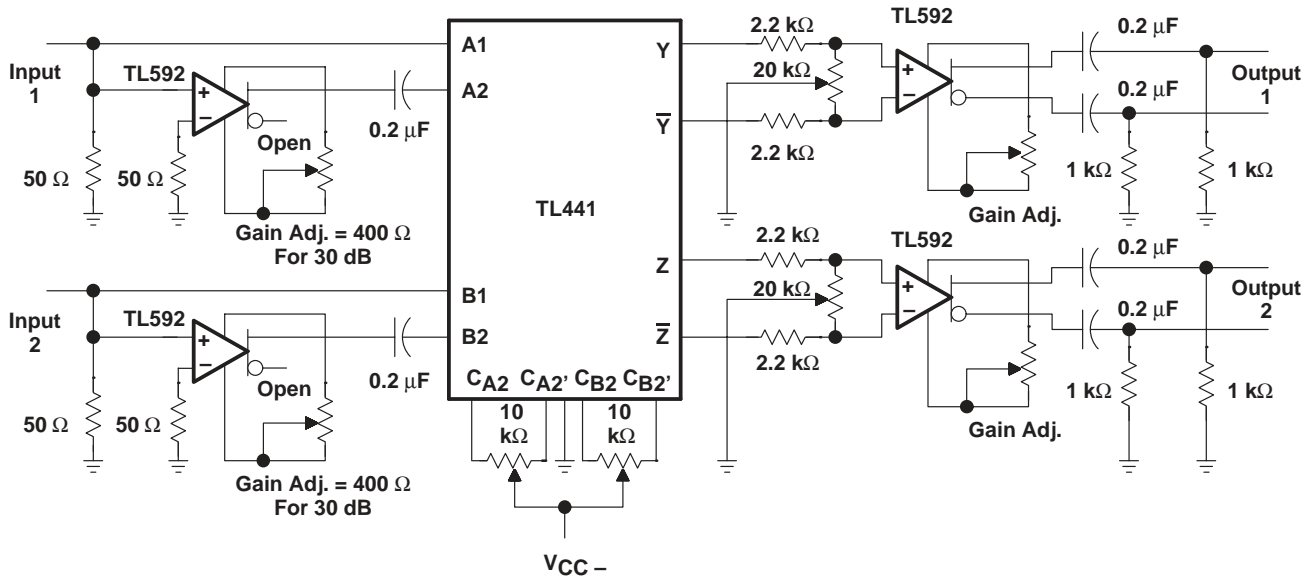 Input
1
TL592
+
−
50 Ω
50 Ω
Open
0.2 μF
Gain Adj. = 400 Ω
For 30 dB
Input
2
TL592
+
−
50 Ω
50 Ω
Open
0.2 μF
Gain Adj. = 400 Ω
For 30 dB
A1
A2
B1
B2
TL441
Y
Y̅
Z
Z̅
CA2
CA2'
CB2
CB2'
10
kΩ
10
kΩ
VCC –
2.2 kΩ
20 kΩ
2.2 kΩ
TL592
+
−
Gain Adj.
0.2 μF
0.2 μF
1 kΩ
1 kΩ
Output
1
2.2 kΩ
20 kΩ
2.2 kΩ
TL592
+
−
Gain Adj.
0.2 μF
0.2 μF
1 kΩ
1 kΩ
Output
2